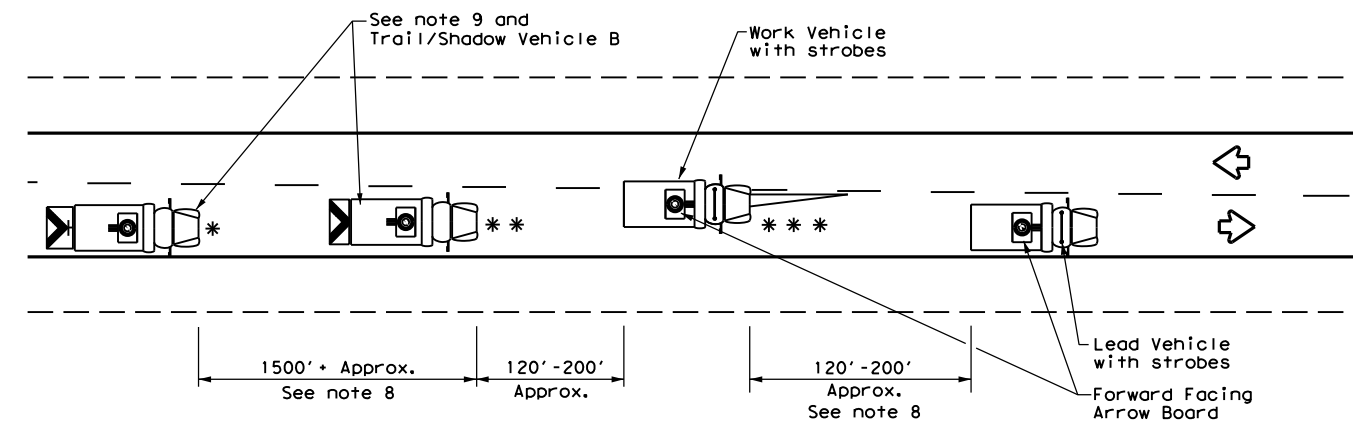 See note 9 and
Trail/Shadow Vehicle B
Work Vehicle
with strobes
*
* *
* * *
1500'+ Approx.
See note 8
120'-200'
Approx.
120'-200'
Approx.
See note 8
Lead Vehicle
with strobes
Forward Facing
Arrow Board